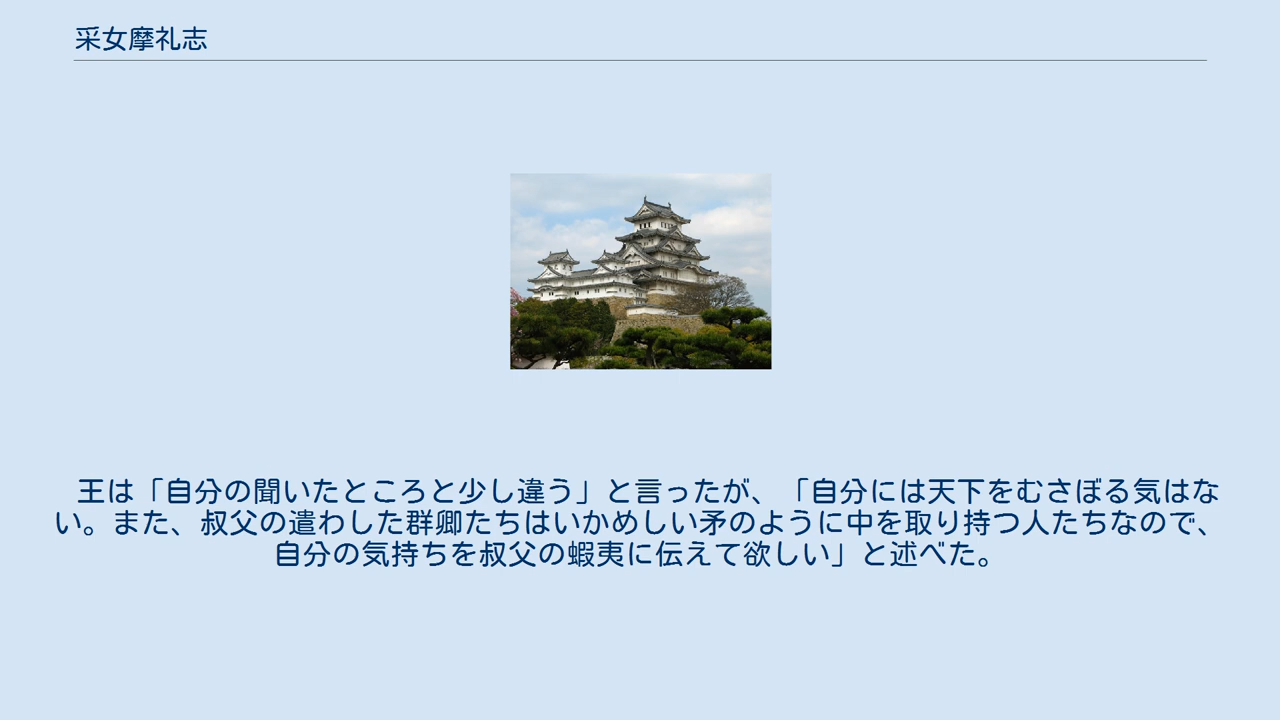 采女摩礼志
王は「自分の聞いたところと少し違う」と言ったが、「自分には天下をむさぼる気はな
い。また、叔父の遣わした群卿たちはいかめしい矛のように中を取り持つ人たちなので、
自分の気持ちを叔父の蝦夷に伝えて欲しい」と述べた。